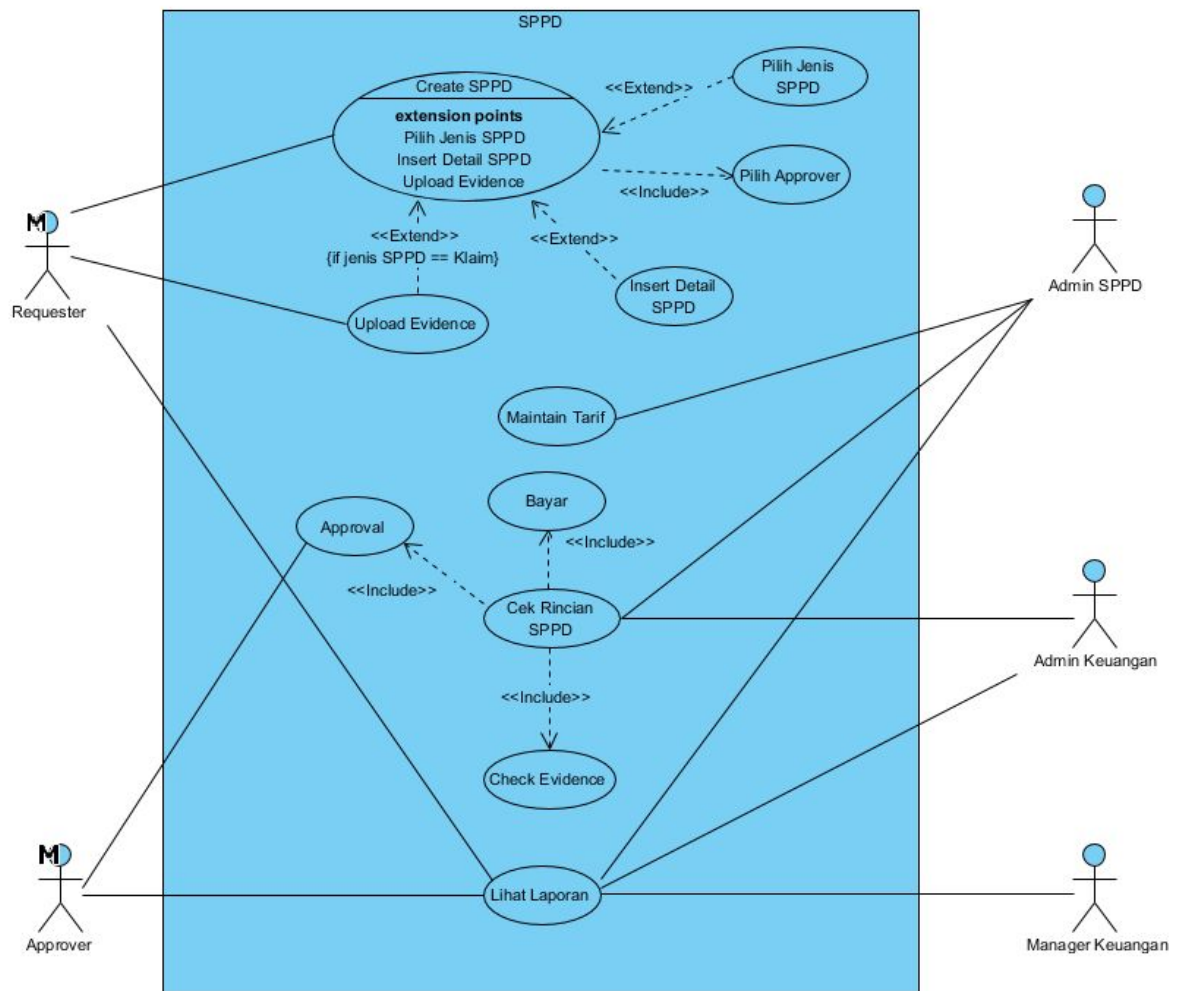 SPPD
Create SPPD
extension points
Pilih Jenis SPPD
Insert Detail SPPD
Upload Evidence
<<Extend>>
Pilih Jenis
SPPD
<<Include>>
Pilih Approver
<<Extend>>
{if jenis SPPD == Klaim}
<<Extend>>
Insert Detail
SPPD
Upload Evidence
M
Requester
Admin SPPD
Maintain Tarif
Bayar
Approval
<<Include>>
<<Include>>
Cek Rincian
SPPD
Admin Keuangan
<<Include>>
Check Evidence
M
Approver
Lihat Laporan
Manager Keuangan